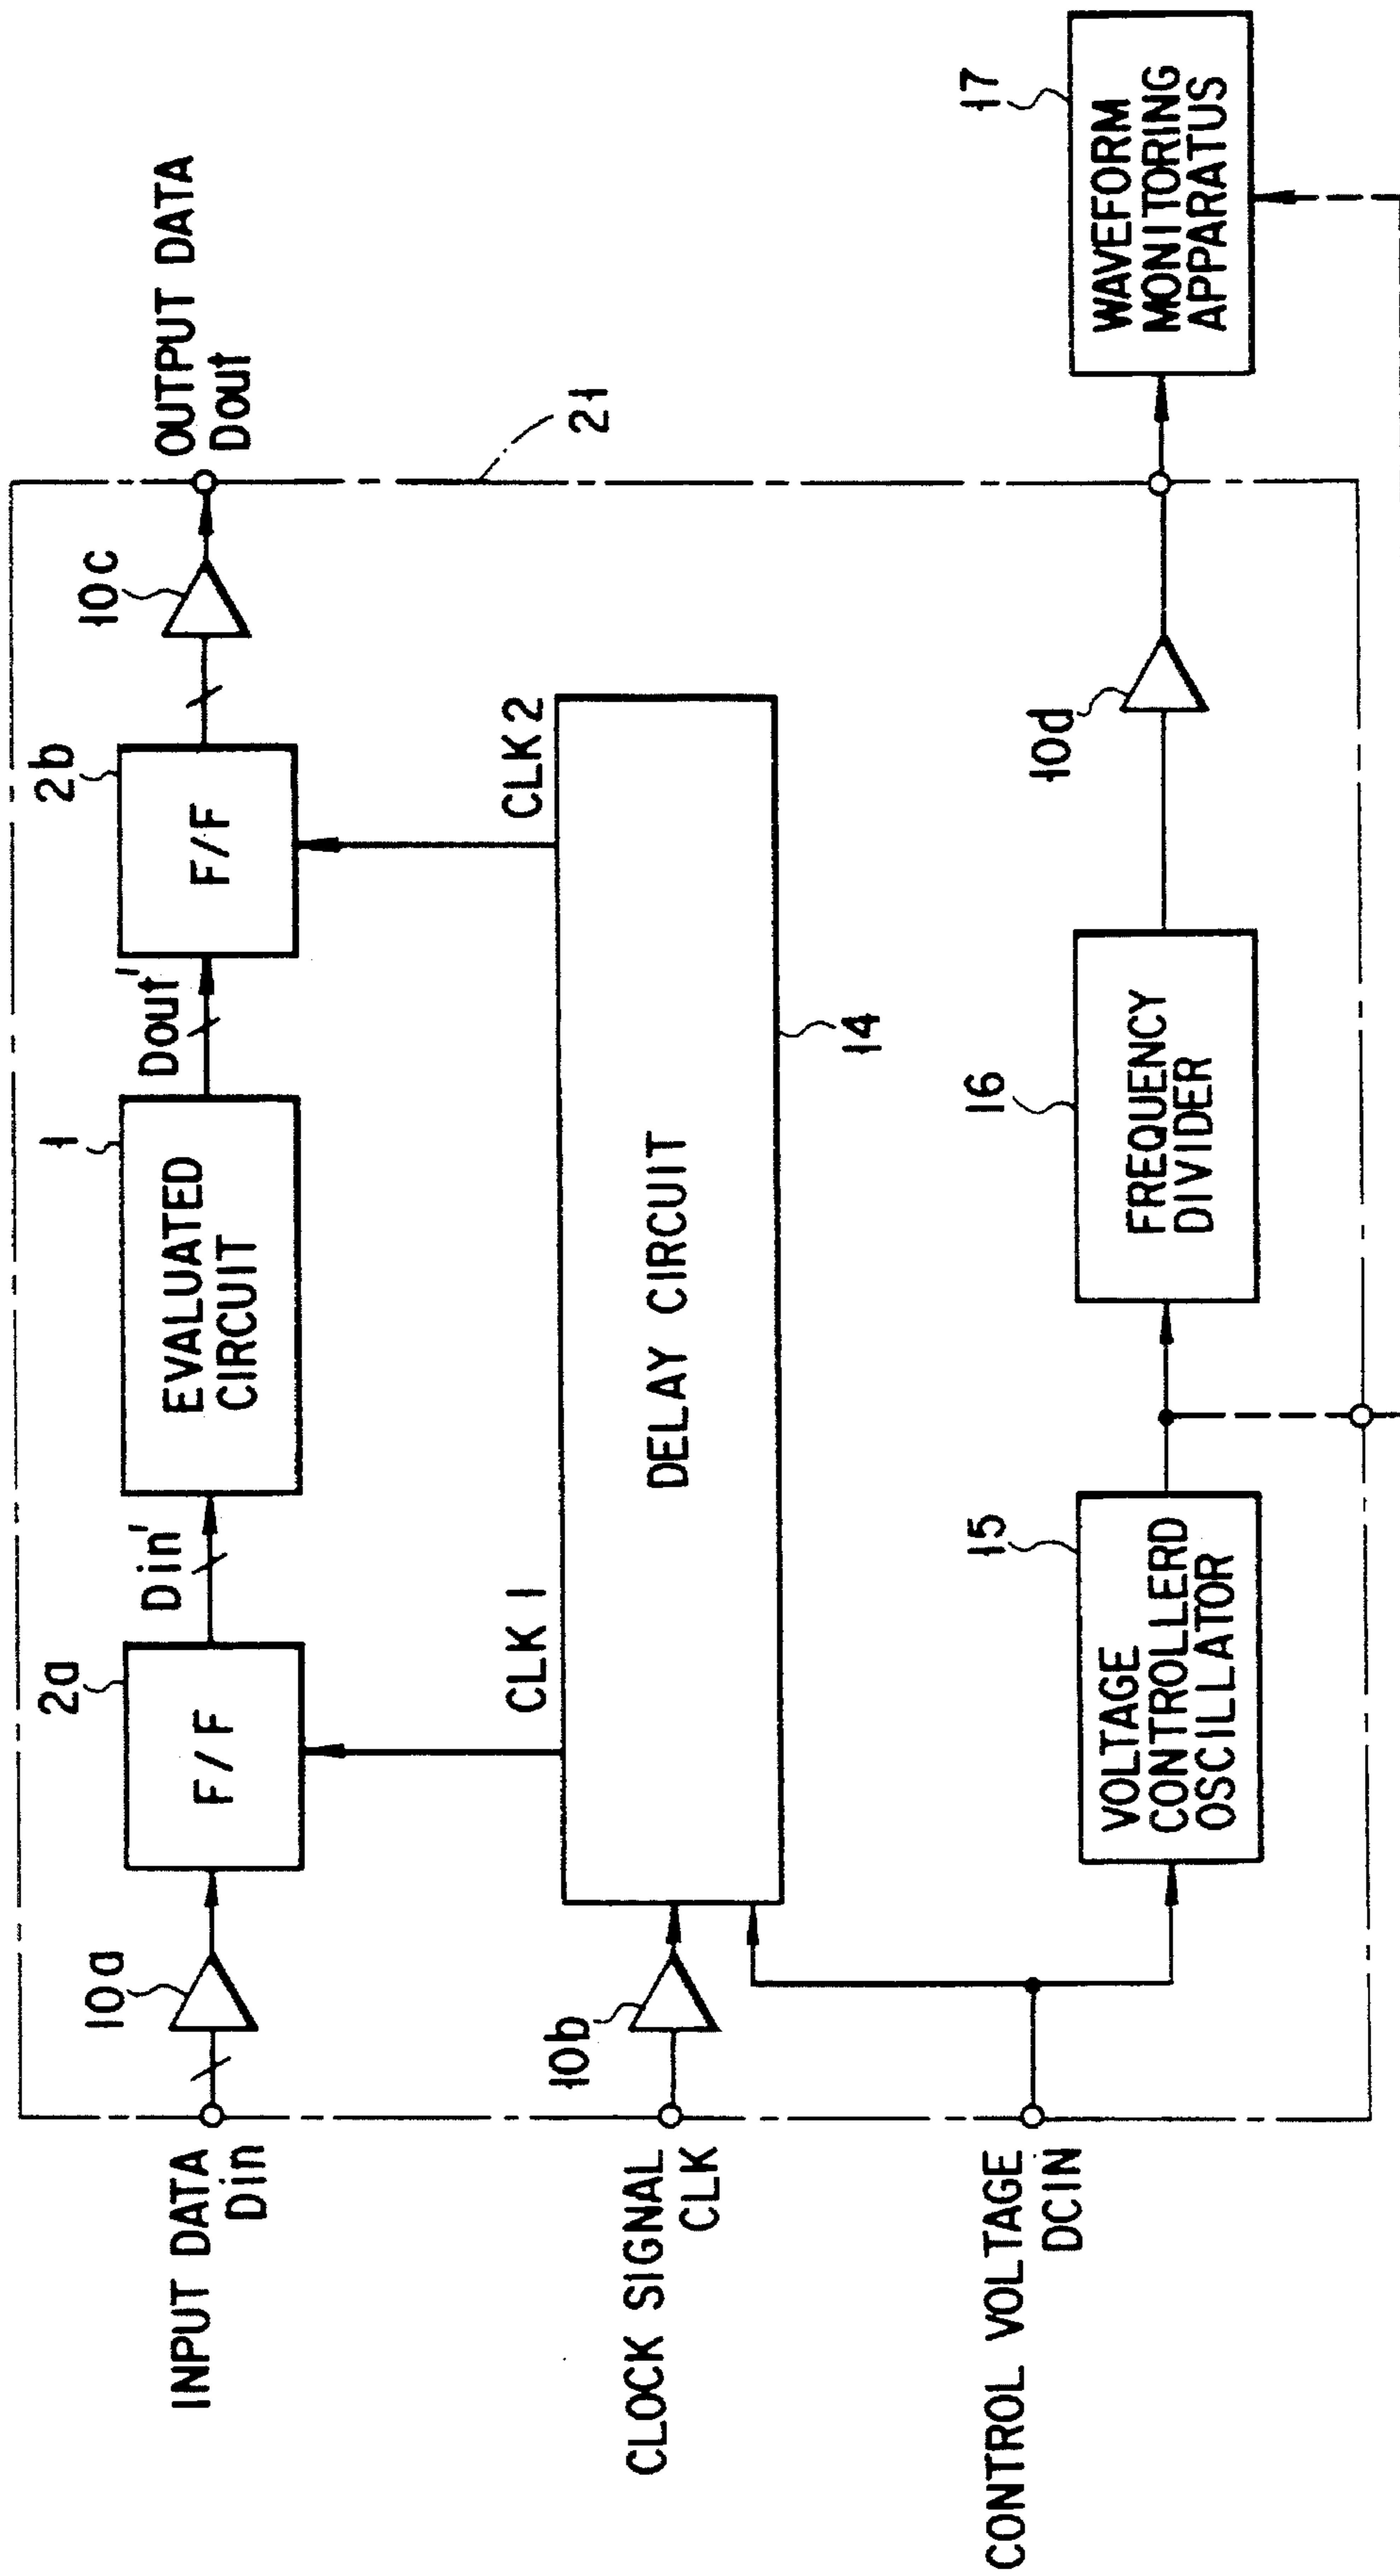 INPUT DATA
Din
10a
2a
F/F
Din'
1
EVALUATED
CIRCUIT
Dout'
2b
F/F
10c
OUTPUT DATA
Dout
21
CLOCK SIGNAL
CLK
10b
CLK 1
CLK 2
DELAY CIRCUIT
14
CONTROL VOLTAGE
DCIN
15
VOLTAGE
CONTROLLERD
OSCILLATOR
16
FREQUENCY
DIVIDER
10d
17
WAVEFORM
MONITORING
APPARATUS